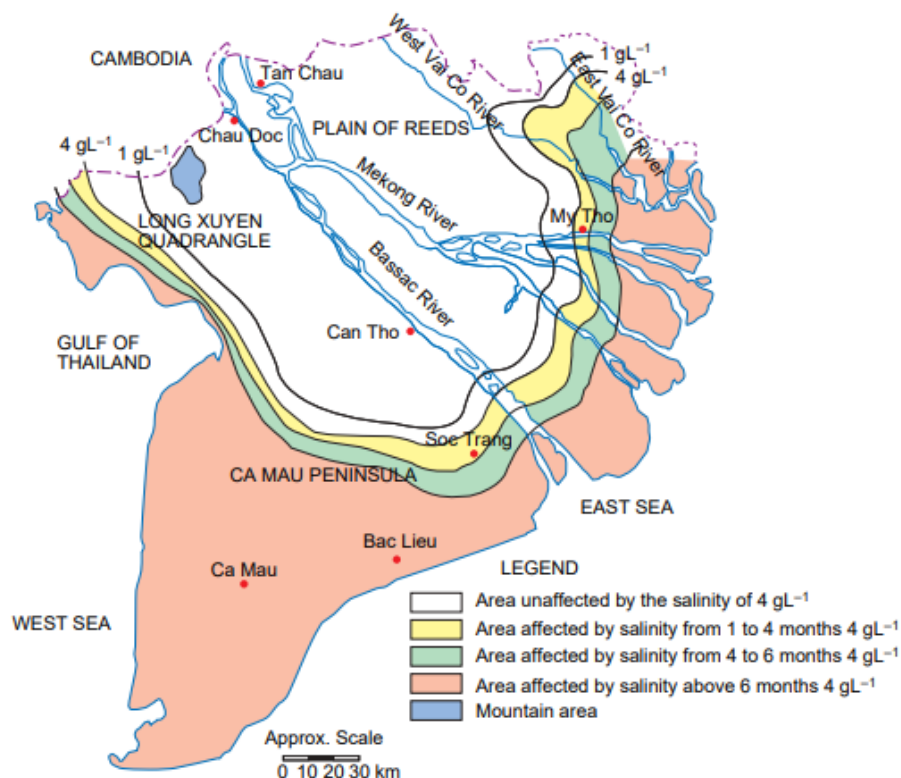 CAMBODIA
West Vai Co River
1 gL⁻¹
4 gL⁻¹
East Vai Co River
Tan Chau
Chau Doc
PLAIN OF REEDS
4 gL⁻¹
1 gL⁻¹
Mekong River
LONG XUYEN
QUADRANGLE
My Tho
Bassac River
Can Tho
GULF OF
THAILAND
Soc Trang
CA MAU PENINSULA
EAST SEA
Bac Lieu
Ca Mau
WEST SEA
LEGEND
Area unaffected by the salinity of 4 gL⁻¹
Area affected by salinity from 1 to 4 months 4 gL⁻¹
Area affected by salinity from 4 to 6 months 4 gL⁻¹
Area affected by salinity above 6 months 4 gL⁻¹
Mountain area
Approx. Scale
0 10 20 30 km